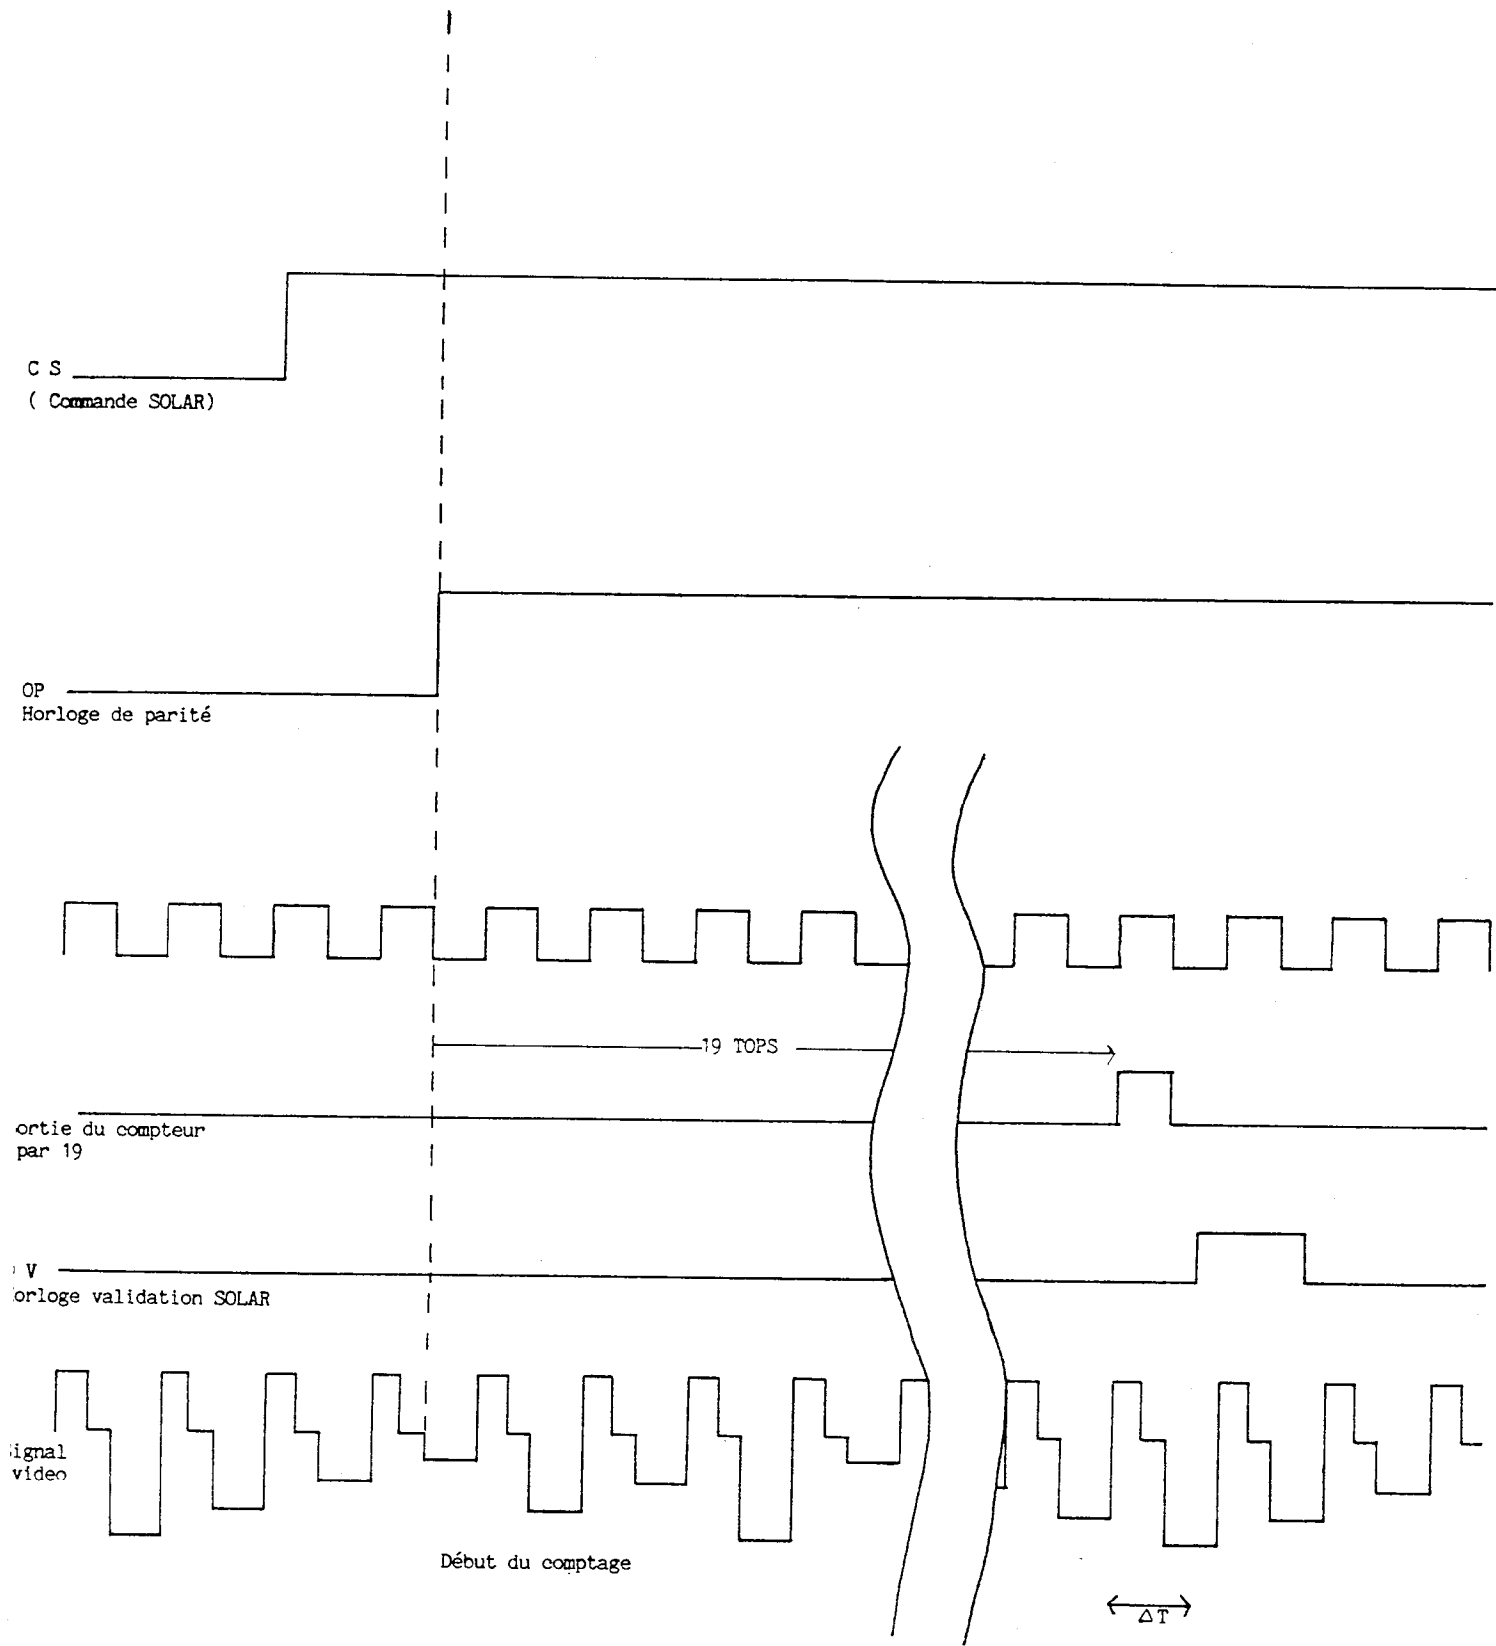 C S
( Commande SOLAR)
OP
Horloge de parité
19 TOPS
ortie du compteur
par 19
V
orloge validation SOLAR
ignal
video
Début du comptage
ΔT